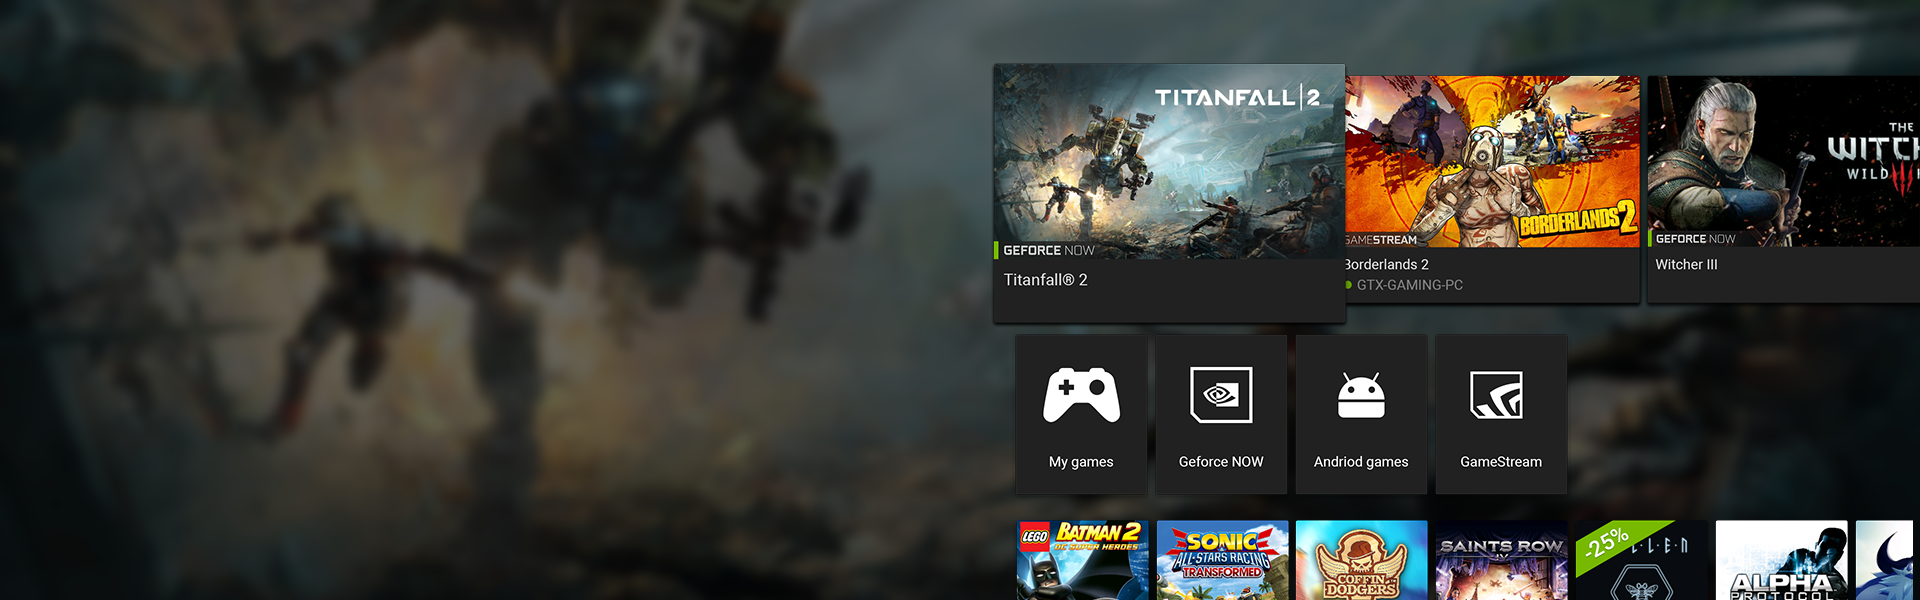 TITANFALL|2
GEFORCE NOW
Titanfall® 2
BORDERLANDS 2
GAMESTREAM
Borderlands 2
GTX-GAMING-PC
THE
WILD
GEFORCE NOW
Witcher III
My games
Geforce NOW
Andriod games
GameStream
LEGO
BATMAN 2
DC SUPER HEROES
SONIC
ALL-STARS RACING
TRANSFORMED
COFFIN
DODGERS
SAINTS ROW
IV
-25%
ALPHA
PROTOCOL